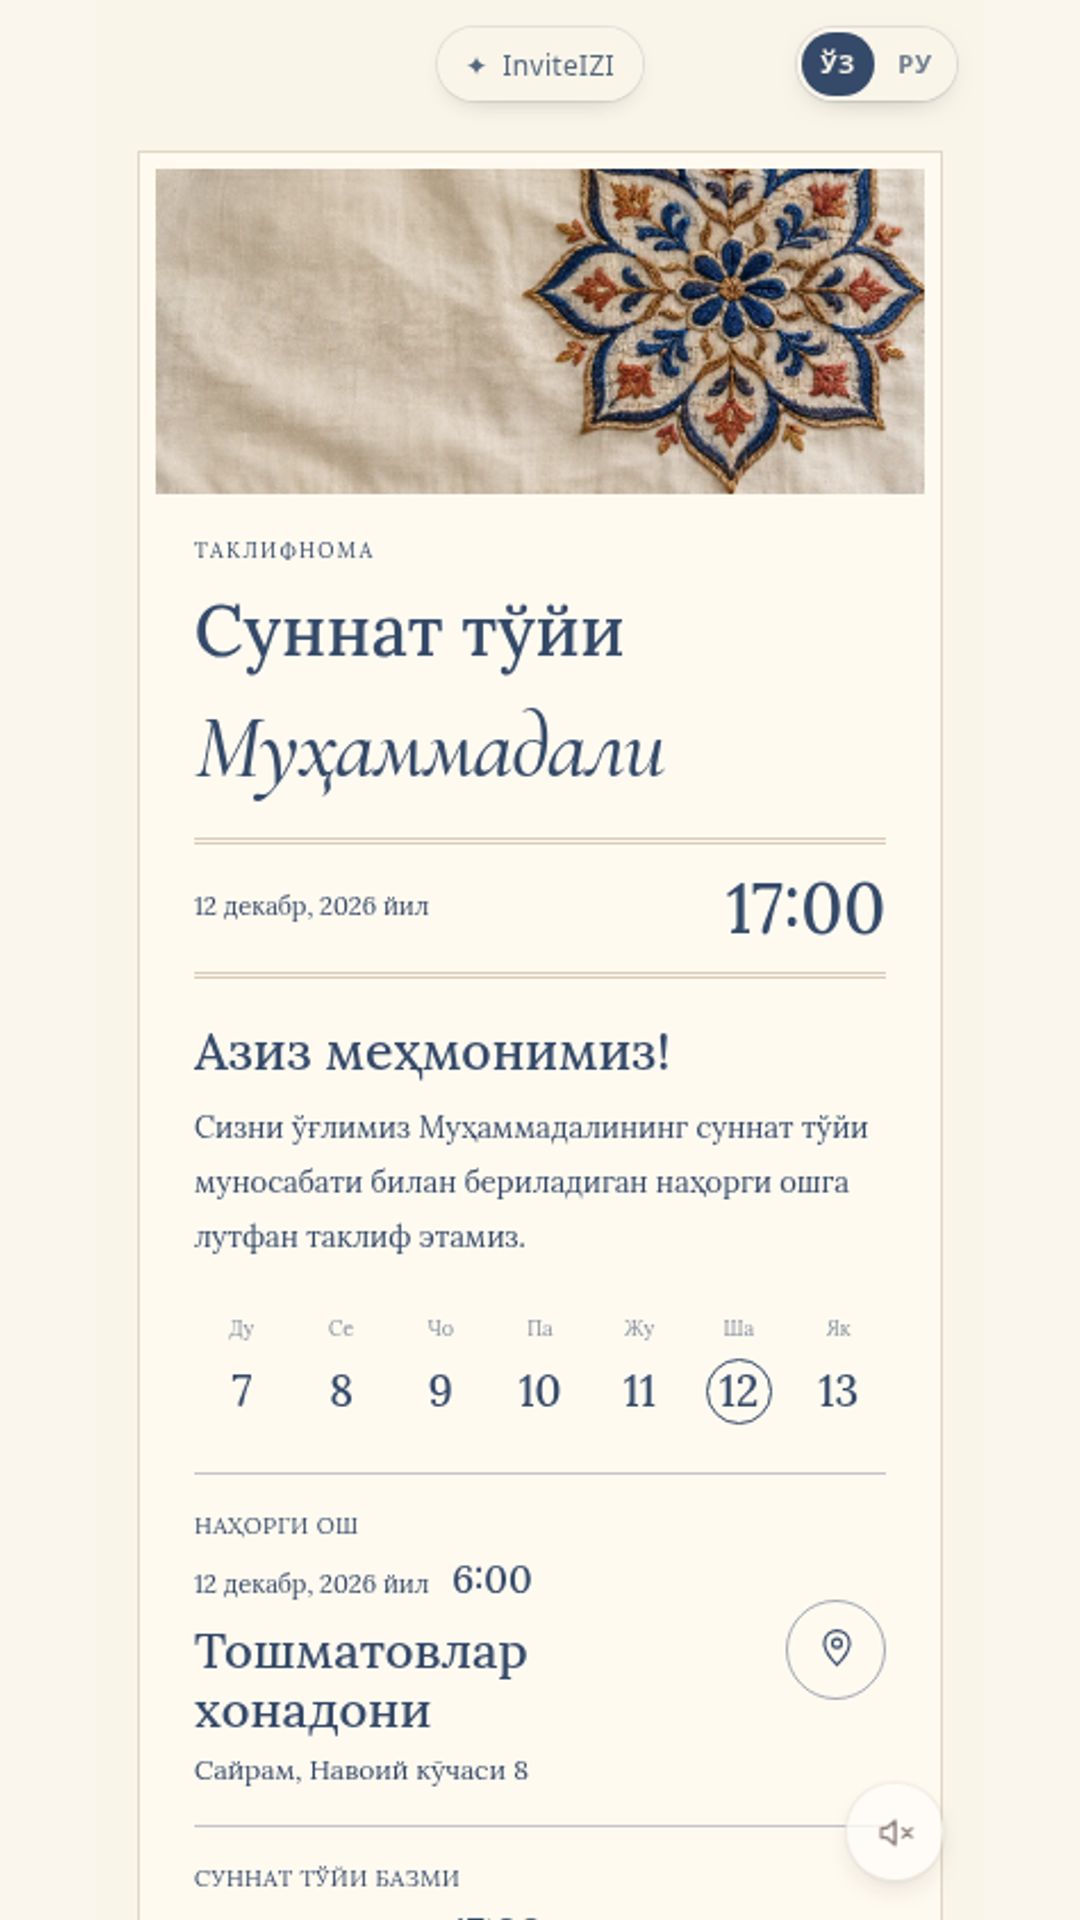 ✦ InviteIZI
ЎЗ РУ
ТАКЛИФНОМА
Суннат тўйи
Муҳаммадали
12 декабр, 2026 йил 17:00
Азиз меҳмонимиз!
Сизни ўғлимиз Муҳаммадалининг суннат тўйи
муносабати билан бериладиган наҳорги ошга
лутфан таклиф этамиз.
Ду Се Чо Па Жу Ша Як
7 8 9 10 11 12 13
НАҲОРГИ ОШ
12 декабр, 2026 йил 6:00
Тошматовлар
хонадони
Сайрам, Навоий кӯчаси 8
СУННАТ ТЎЙИ БАЗМИ